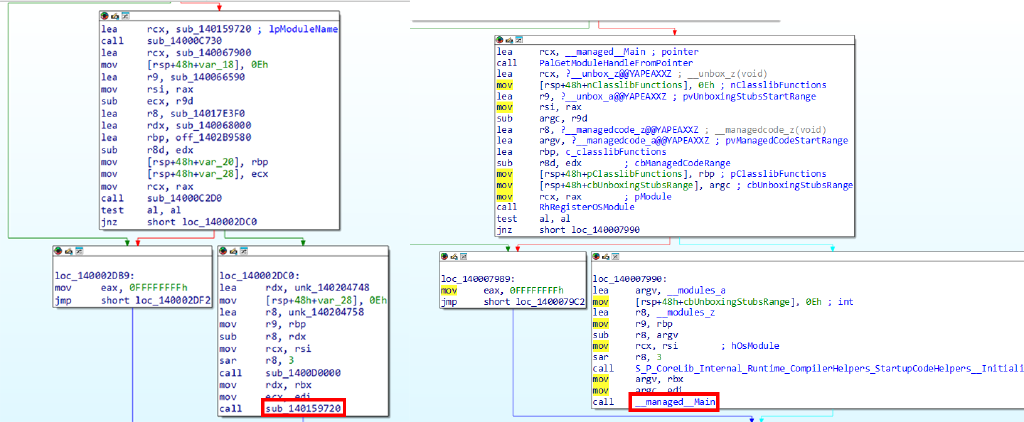 lea rcx, sub_140159720 ; lpModuleName
call sub_14000C730
lea rcx, sub_140067900
mov [rsp+48h+var_18], 0Eh
lea r9, sub_140066590
mov rsi, rax
sub ecx, r9d
lea r8, sub_14017E3F0
lea rdx, sub_140068000
lea rbp, off_1402B9580
sub r8d, edx
mov [rsp+48h+var_20], rbp
mov [rsp+48h+var_28], ecx
mov rcx, rax
call sub_14000C2D0
test al, al
jnz short loc_140002DC0
loc_140002DB9:
mov eax, 0FFFFFFFFh
jmp short loc_140002DF2
loc_140002DC0:
lea rdx, unk_140204748
mov [rsp+48h+var_28], 0Eh
lea r8, unk_140204758
mov r9, rbp
sub r8, rdx
mov rcx, rsi
sar r8, 3
call sub_1400D0000
mov rdx, rbx
mov ecx, edi
call sub_140159720
lea rcx, __managed__Main ; pointer
call PalGetModuleHandleFromPointer
lea rcx, ?__unbox_z@@YAPEAXXZ ; __unbox_z(void)
mov [rsp+48h+nClasslibFunctions], 0Eh ; nClasslibFunctions
lea r9, ?__unbox_a@@YAPEAXXZ ; pvUnboxingStubsStartRange
mov rsi, rax
sub argc, r9d
lea r8, ?__managedcode_z@@YAPEAXXZ ; __managedcode_z(void)
lea argv, ?__managedcode_a@@YAPEAXXZ ; pvManagedCodeStartRange
lea rbp, c_classlibFunctions
sub r8d, edx ; cbManagedCodeRange
mov [rsp+48h+pClasslibFunctions], rbp ; pClasslibFunctions
mov [rsp+48h+cbUnboxingStubsRange], argc ; cbUnboxingStubsRange
mov rcx, rax ; pModule
call RhRegisterOSModule
test al, al
jnz short loc_140007990
loc_140007989:
mov eax, 0FFFFFFFFh
jmp short loc_1400079C2
loc_140007990:
lea argv, __modules_a
mov [rsp+48h+cbUnboxingStubsRange], 0Eh ; int
lea r8, __modules_z
mov r9, rbp
sub r8, argv
mov rcx, rsi ; hOsModule
sar r8, 3
call S_P_CoreLib_Internal_Runtime_CompilerHelpers_StartupCodeHelpers__Initiali
mov argv, rbx
mov argc, edi
call __managed__Main